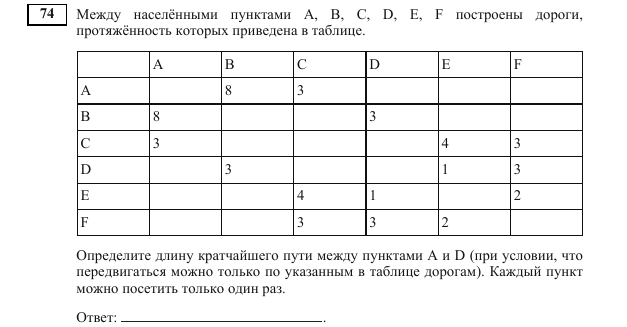 74 Между населёнными пунктами A, B, C, D, E, F построены дороги,
протяжённость которых приведена в таблице.
A B C D E F
A 8 3
B 8 3
C 3 4 3
D 3 1 3
E 4 1 2
F 3 3 2
Определите длину кратчайшего пути между пунктами A и D (при условии, что
передвигаться можно только по указанным в таблице дорогам). Каждый пункт
можно посетить только один раз.
Ответ: ______________________.